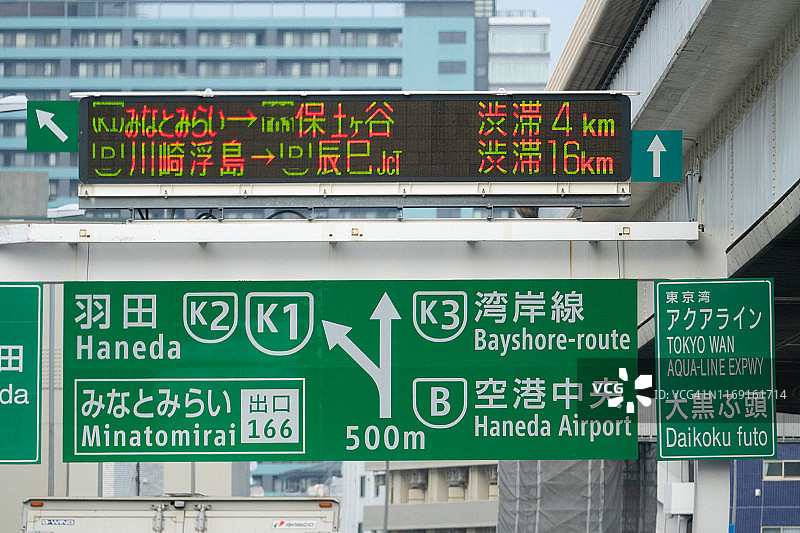 K1 みなとみらい→ 保土ヶ谷 渋滞 4 km
川崎浮島→ 辰巳Jct 渋滞16km
羽田
Haneda
K2
K1
みなとみらい
Minatomirai
出口
166
500m
K3
湾岸線
Bayshore-route
B
空港中央
Haneda Airport
東京湾
アクアライン
TOKYO WAN
AQUA-LINE EXPWY
大黒ふ頭
Daikoku futo
田
da
D-WING
VCG
VCG41N1169161714